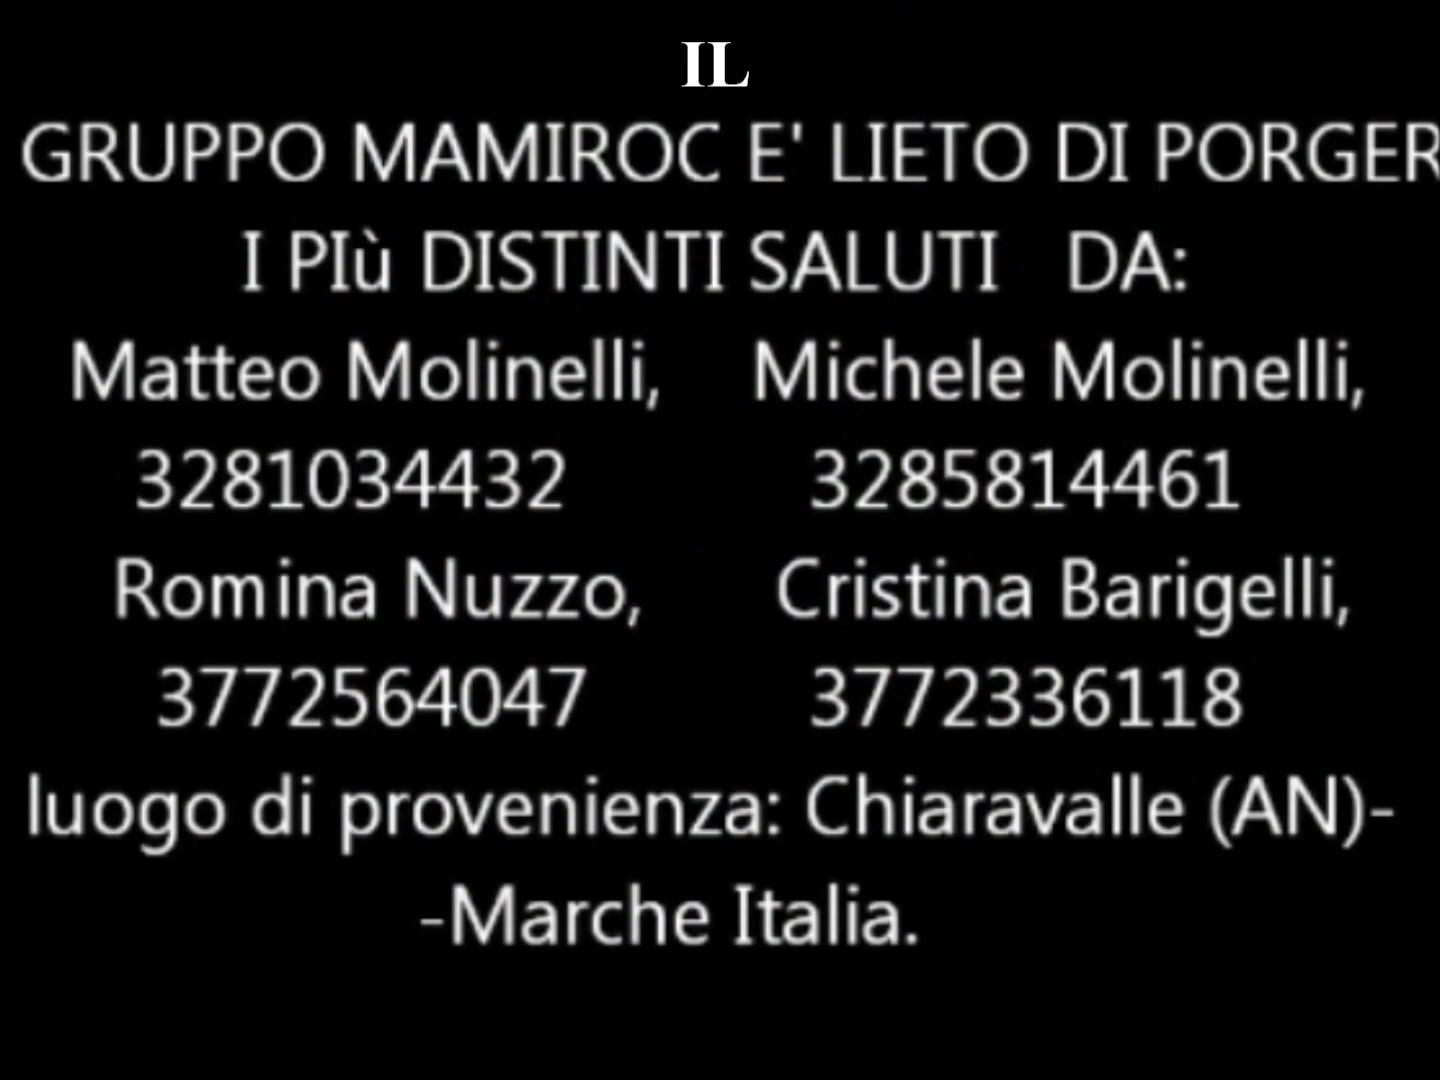 IL
GRUPPO MAMIROC E' LIETO DI PORGER
I PIù DISTINTI SALUTI DA:
Matteo Molinelli, Michele Molinelli,
3281034432 3285814461
Romina Nuzzo, Cristina Barigelli,
3772564047 3772336118
luogo di provenienza: Chiaravalle (AN)-
-Marche Italia.